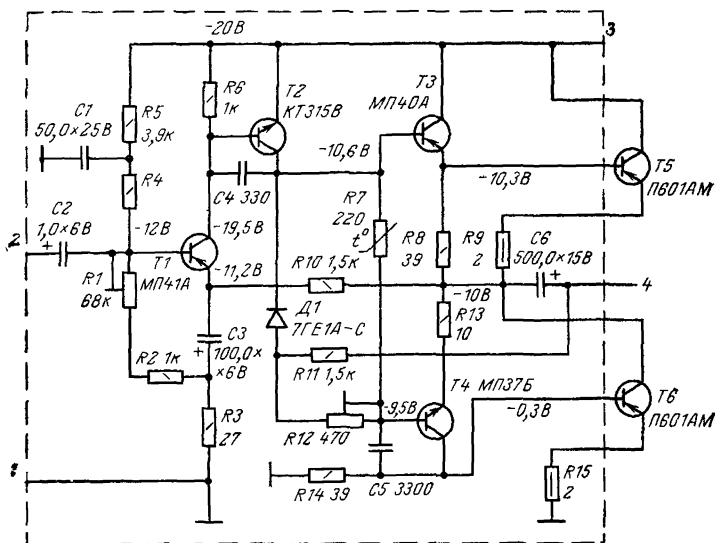 -20В
3
R6
1к
Т2
КТ315В
Т3
МП40А
С1
50,0×25В
R5
3,9к
-10,6В
Т5
П601АМ
R4
С4 330
-10,3В
R7
220
t°
С2
1,0×6В
+
2
-12В
-19,5В
R8
39
R9
2
С6
500,0×15В
+
Т1
МП41А
-11,2В
R10 1,5к
-10В
4
R1
68к
Д1
7ГЕ1А-С
R13
10
С3
100,0×
×6В
+
R2 1к
R11 1,5к
Т4 МП37Б
Т6
П601АМ
-9,5В
-0,3В
R3
27
R12 470
R15
2
1
R14 39
С5 3300